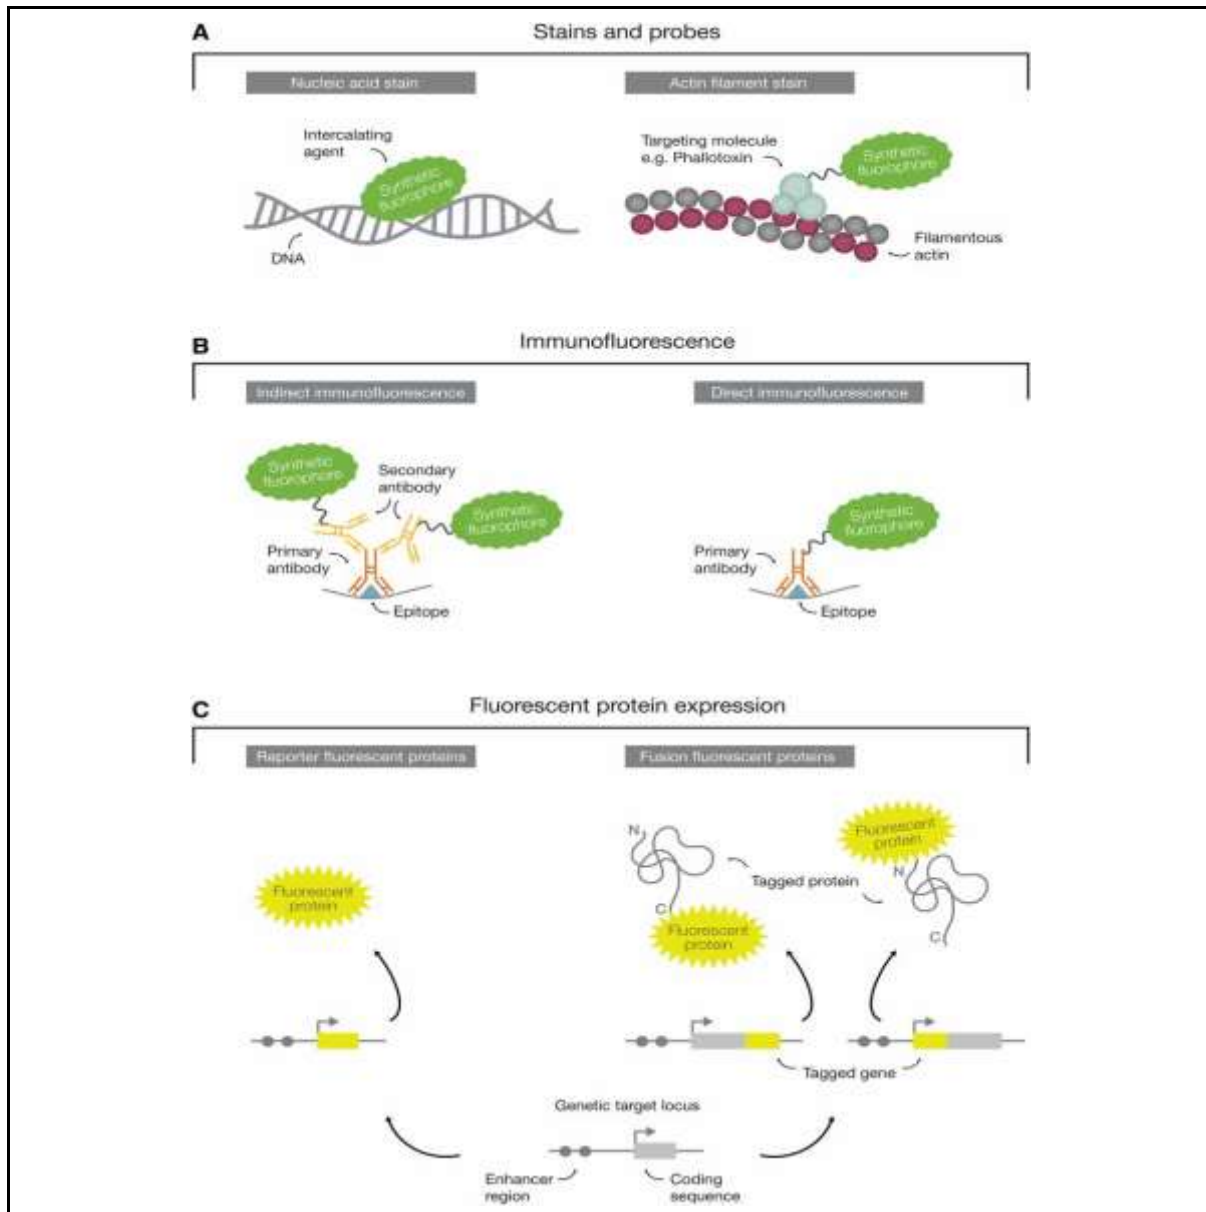 A
Stains and probes
Nucleic acid stain
Actin filament stain
Intercalating
agent
Synthetic
fluorophore
DNA
Targeting molecule
e.g. Phallotoxin
Synthetic
fluorophore
Filamentous
actin
B
Immunofluorescence
Indirect immunofluorescence
Direct immunofluorescence
Synthetic
fluorophore
Secondary
antibody
Synthetic
fluorophore
Primary
antibody
Epitope
Synthetic
fluorophore
Primary
antibody
Epitope
C
Fluorescent protein expression
Reporter fluorescent proteins
Fusion fluorescent proteins
Fluorescent
protein
N
C
Fluorescent
protein
Tagged protein
Fluorescent
protein
N
C
Tagged gene
Genetic target locus
Enhancer
region
Coding
sequence